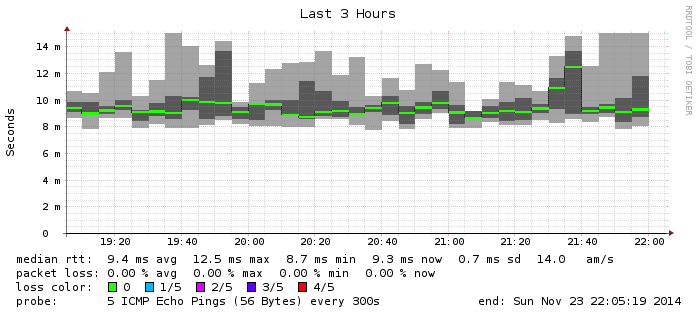 Last 3 Hours
RRDTOOL / TOBI OETIKER
Seconds
14 m
12 m
10 m
8 m
6 m
4 m
2 m
0
19:20 19:40 20:00 20:20 20:40 21:00 21:20 21:40 22:00
median rtt: 9.4 ms avg 12.5 ms max 8.7 ms min 9.3 ms now 0.7 ms sd 14.0 am/s
packet loss: 0.00 % avg 0.00 % max 0.00 % min 0.00 % now
loss color: 0 1/5 2/5 3/5 4/5
probe: 5 ICMP Echo Pings (56 Bytes) every 300s end: Sun Nov 23 22:05:19 2014